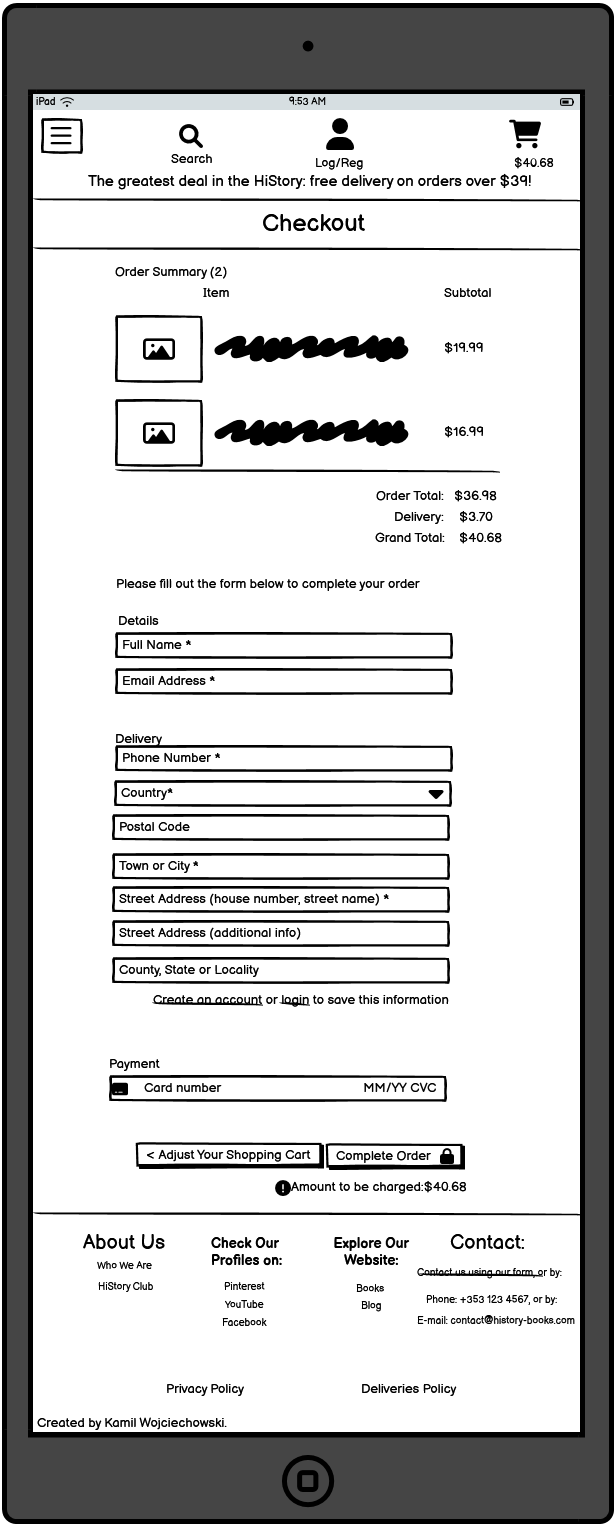 iPad 9:53 AM
Search Log/Reg $40.68
The greatest deal in the HiStory: free delivery on orders over $39!
Checkout
Order Summary (2)
Item Subtotal
$19.99
$16.99
Order Total: $36.98
Delivery: $3.70
Grand Total: $40.68
Please fill out the form below to complete your order
Details
Full Name *
Email Address *
Delivery
Phone Number *
Country*
Postal Code
Town or City *
Street Address (house number, street name) *
Street Address (additional info)
County, State or Locality
Create an account or login to save this information
Payment
Card number MM/YY CVC
< Adjust Your Shopping Cart Complete Order
Amount to be charged:$40.68
About Us
Who We Are
HiStory Club
Check Our
Profiles on:
Pinterest
YouTube
Facebook
Explore Our
Website:
Books
Blog
Contact:
Contact us using our form, or by:
Phone: +353 123 4567, or by:
E-mail: contact@history-books.com
Privacy Policy Deliveries Policy
Created by Kamil Wojciechowski.